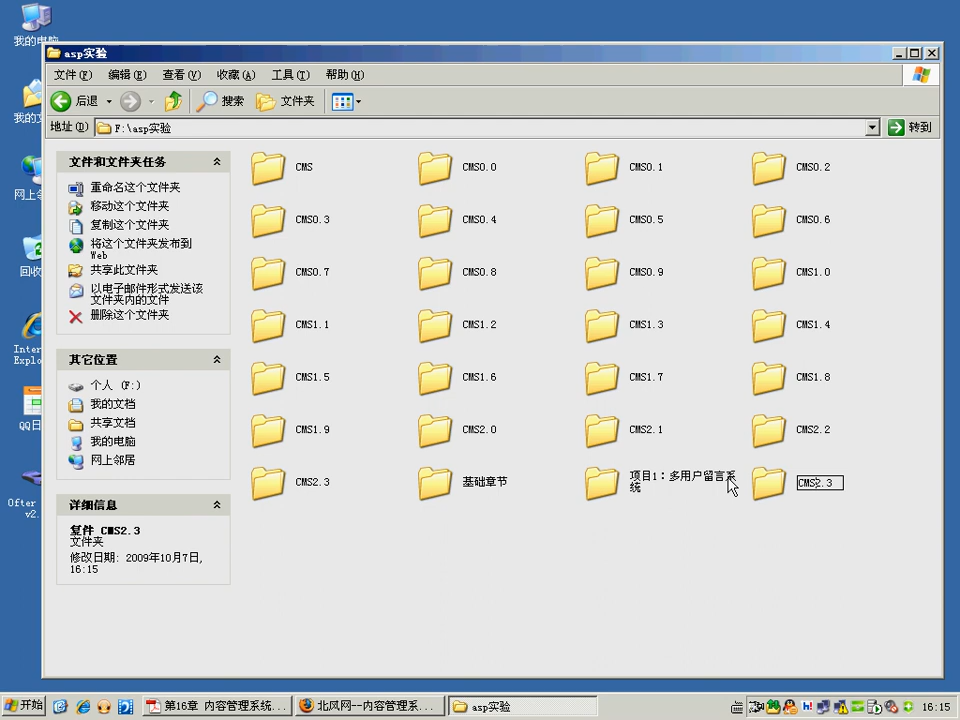 我的电脑
asp实验
文件(F) 编辑(E) 查看(V) 收藏(A) 工具(T) 帮助(H)
后退 搜索 文件夹
地址(D) F:\asp实验 转到
文件和文件夹任务
重命名这个文件夹
移动这个文件夹
复制这个文件夹
将这个文件夹发布到
Web
共享此文件夹
以电子邮件形式发送该
文件夹内的文件
删除这个文件夹
其它位置
个人 (F:)
我的文档
共享文档
我的电脑
网上邻居
详细信息
复件 CMS2.3
文件夹
修改日期: 2009年10月7日,
16:15
CMS CMS0.0 CMS0.1 CMS0.2
CMS0.3 CMS0.4 CMS0.5 CMS0.6
CMS0.7 CMS0.8 CMS0.9 CMS1.0
CMS1.1 CMS1.2 CMS1.3 CMS1.4
CMS1.5 CMS1.6 CMS1.7 CMS1.8
CMS1.9 CMS2.0 CMS2.1 CMS2.2
CMS2.3 基础章节 项目1：多用户留言系
统 CMS2.3
我的
网上
回收
Inter
Explo
QQ日
Ofter
v2.
开始 第16章 内容管理系统... 北风网--内容管理系... asp实验 16:15